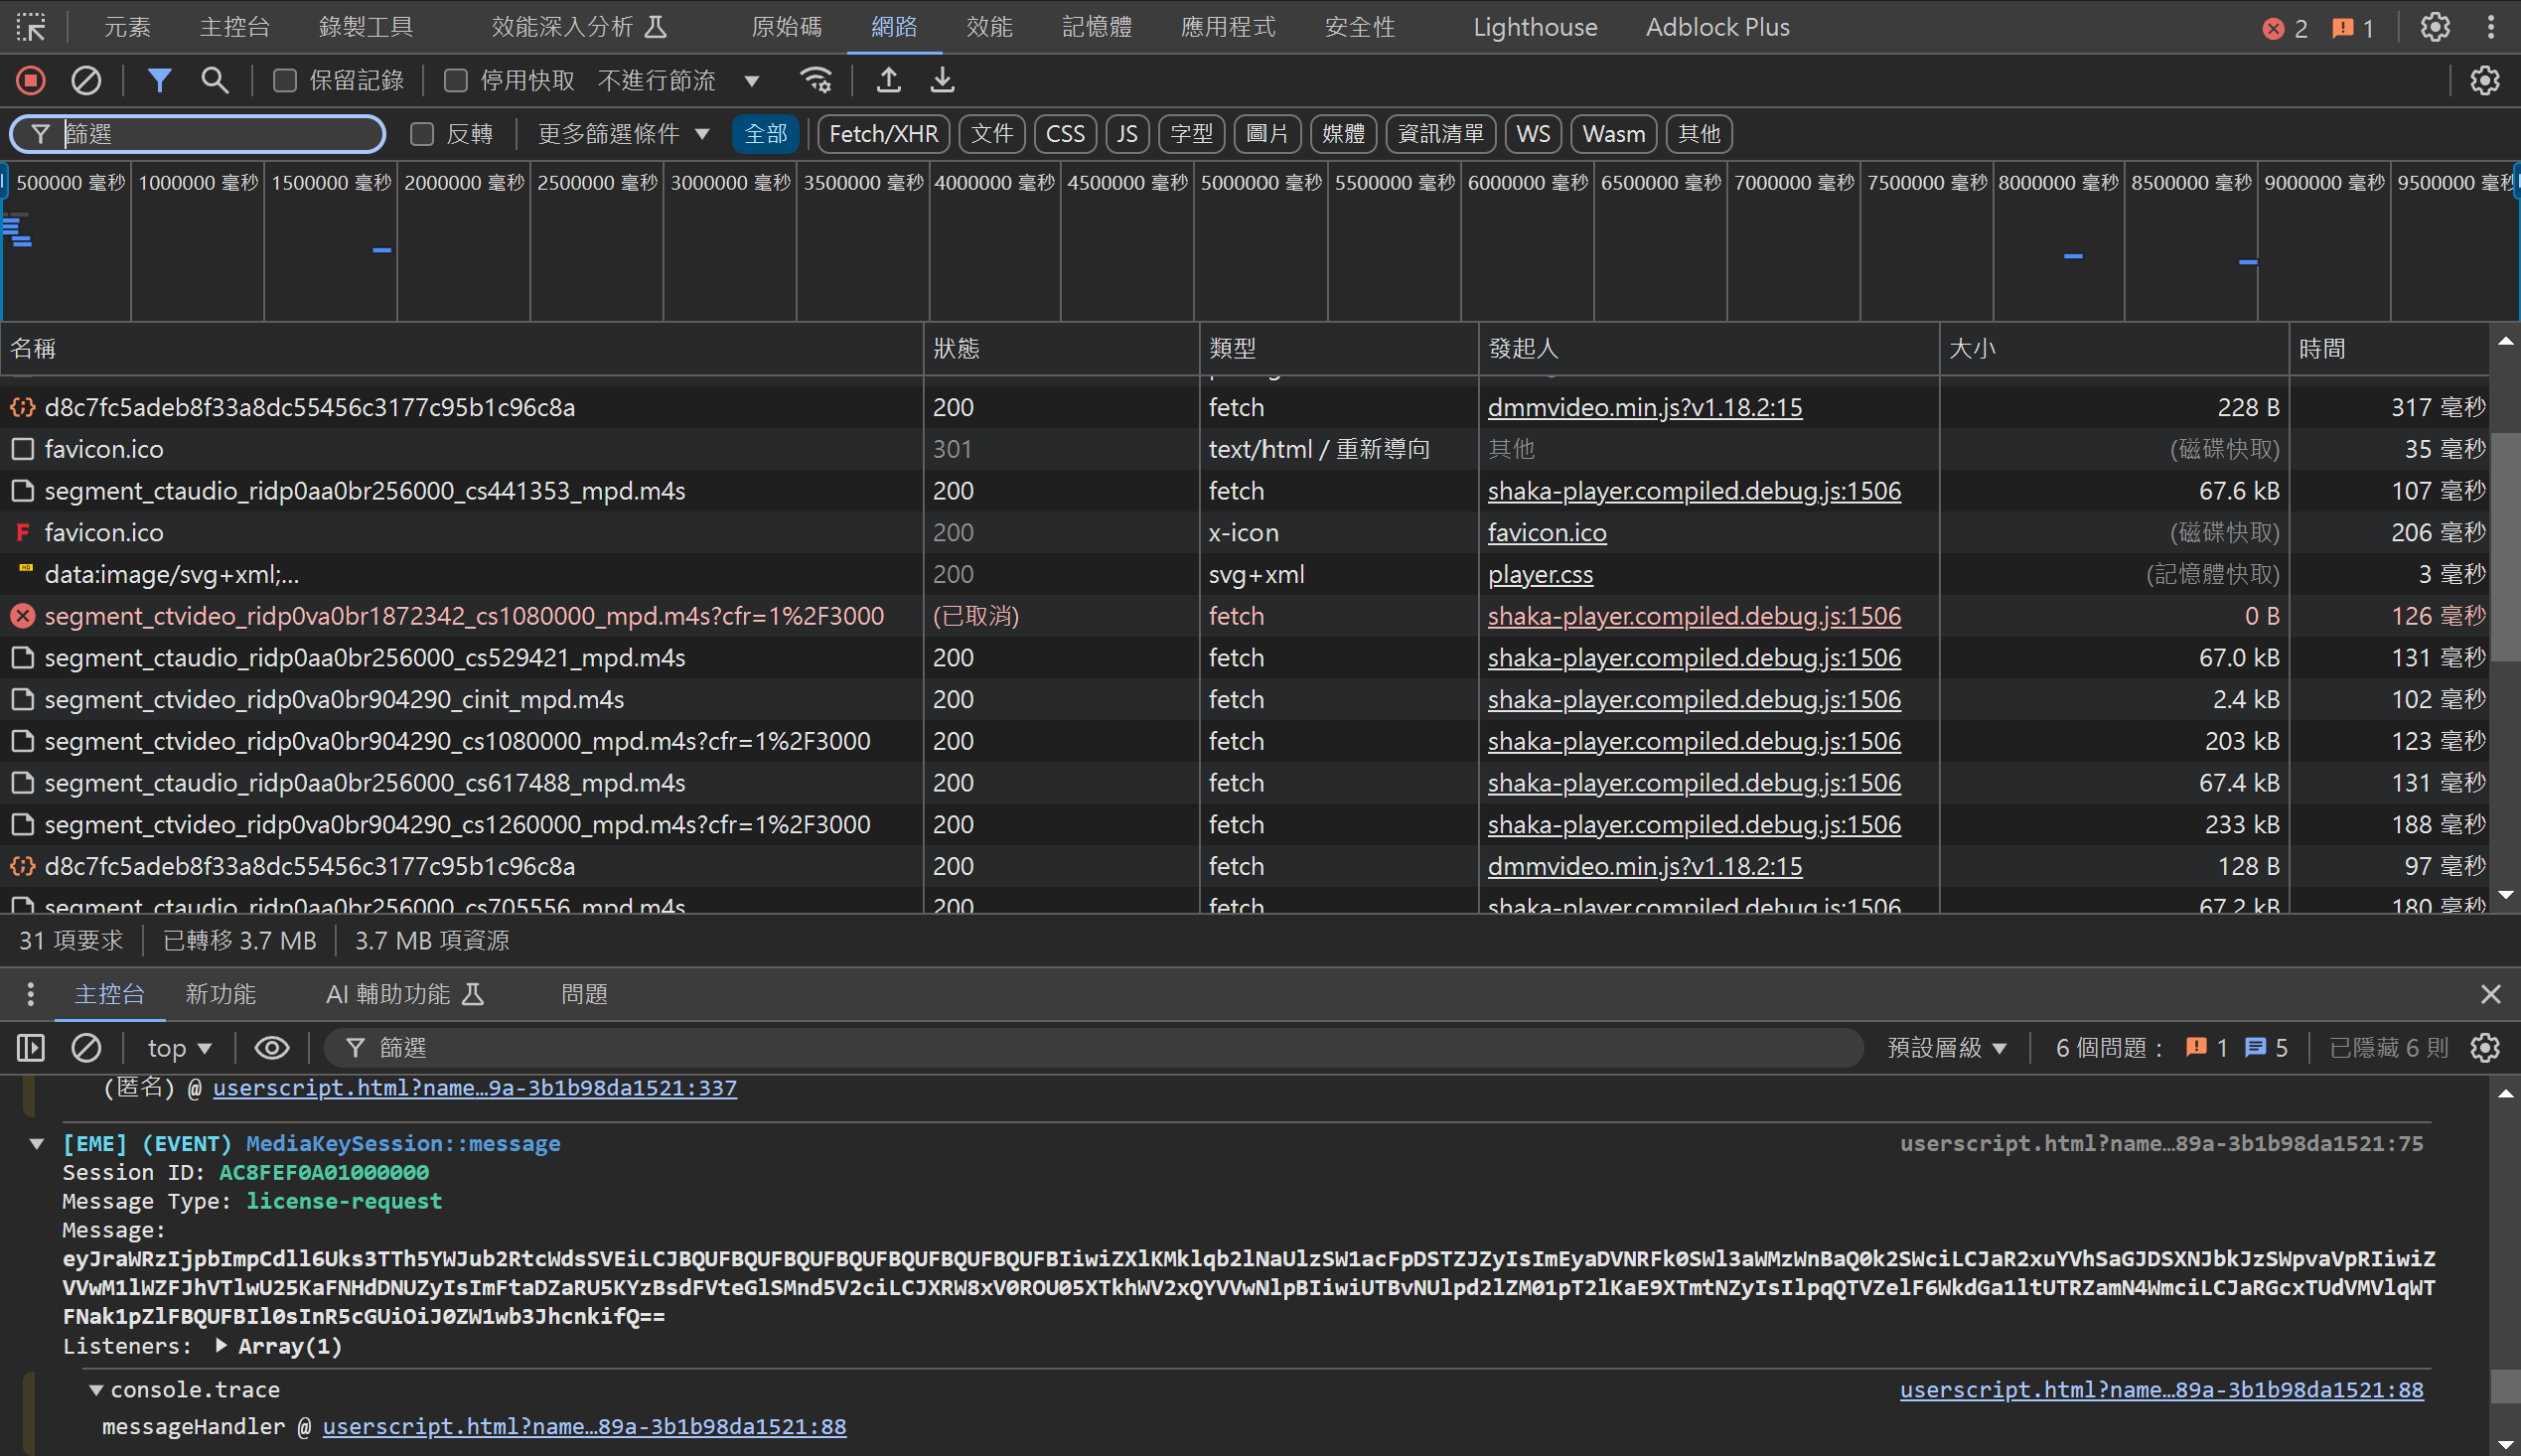 元素 主控台 錄製工具 效能深入分析 原始碼 網路 效能 記憶體 應用程式 安全性 Lighthouse Adblock Plus 2 1
保留記錄 停用快取 不進行節流
篩選 反轉 更多篩選條件 全部 Fetch/XHR 文件 CSS JS 字型 圖片 媒體 資訊清單 WS Wasm 其他
500000 毫秒 1000000 毫秒 1500000 毫秒 2000000 毫秒 2500000 毫秒 3000000 毫秒 3500000 毫秒 4000000 毫秒 4500000 毫秒 5000000 毫秒 5500000 毫秒 6000000 毫秒 6500000 毫秒 7000000 毫秒 7500000 毫秒 8000000 毫秒 8500000 毫秒 9000000 毫秒 9500000 毫秒
名稱 狀態 類型 發起人 大小 時間
d8c7fc5adeb8f33a8dc55456c3177c95b1c96c8a 200 fetch dmmvideo.min.js?v1.18.2:15 228 B 317 毫秒
favicon.ico 301 text/html / 重新導向 其他 (磁碟快取) 35 毫秒
segment_ctaudio_ridp0aa0br256000_cs441353_mpd.m4s 200 fetch shaka-player.compiled.debug.js:1506 67.6 kB 107 毫秒
favicon.ico 200 x-icon favicon.ico (磁碟快取) 206 毫秒
data:image/svg+xml;... 200 svg+xml player.css (記憶體快取) 3 毫秒
segment_ctvideo_ridp0va0br1872342_cs1080000_mpd.m4s?cfr=1%2F3000 (已取消) fetch shaka-player.compiled.debug.js:1506 0 B 126 毫秒
segment_ctaudio_ridp0aa0br256000_cs529421_mpd.m4s 200 fetch shaka-player.compiled.debug.js:1506 67.0 kB 131 毫秒
segment_ctvideo_ridp0va0br904290_cinit_mpd.m4s 200 fetch shaka-player.compiled.debug.js:1506 2.4 kB 102 毫秒
segment_ctvideo_ridp0va0br904290_cs1080000_mpd.m4s?cfr=1%2F3000 200 fetch shaka-player.compiled.debug.js:1506 203 kB 123 毫秒
segment_ctaudio_ridp0aa0br256000_cs617488_mpd.m4s 200 fetch shaka-player.compiled.debug.js:1506 67.4 kB 131 毫秒
segment_ctvideo_ridp0va0br904290_cs1260000_mpd.m4s?cfr=1%2F3000 200 fetch shaka-player.compiled.debug.js:1506 233 kB 188 毫秒
d8c7fc5adeb8f33a8dc55456c3177c95b1c96c8a 200 fetch dmmvideo.min.js?v1.18.2:15 128 B 97 毫秒
segment_ctaudio_ridp0aa0br256000_cs705556_mpd.m4s 200 fetch shaka-player.compiled.debug.js:1506 67.2 kB 180 毫秒
31 項要求 已轉移 3.7 MB 3.7 MB 項資源
主控台 新功能 AI 輔助功能 問題
top 篩選 預設層級 6 個問題： 1 5 已隱藏 6 則
(匿名) @ userscript.html?name…9a-3b1b98da1521:337
[EME] (EVENT) MediaKeySession::message userscript.html?name…89a-3b1b98da1521:75
Session ID: AC8FEF0A01000000
Message Type: license-request
Message:
eyJraWRzIjpbImpCdll6Uks3TTh5YWJub2RtcWdsSVEiLCJBQUFBQUFBQUFBQUFBQUFBQUFBQUFBIiwiZXlKMklqb2lNaUlzSW1acFpDSTZJZyIsImEyaDVNRFk0SWl3aWMzWnBaQ0k2SWciLCJaR2xuYVhSaGJDSXNJbkJzSWpvaVpRIiwiZ
VVwM1lWZFJhVTlwU25KaFNHdDNUZyIsImFtaDZaRU5KYzBsdFVteGlSMnd5V2ciLCJXRW8xV0ROU05XTkhWV2xQYVVwNlpBIiwiUTBvNUlpd2lZM01pT2lKaE9XTmtNZyIsIlpqQTVZelF6WkdGa1ltUTRZamN4WmciLCJaRGcxTUdVMVlqWT
FNak1pZlFBQUFBIl0sInR5cGUiOiJ0ZW1wb3JhcnkifQ==
Listeners: Array(1)
console.trace userscript.html?name…89a-3b1b98da1521:88
messageHandler @ userscript.html?name…89a-3b1b98da1521:88